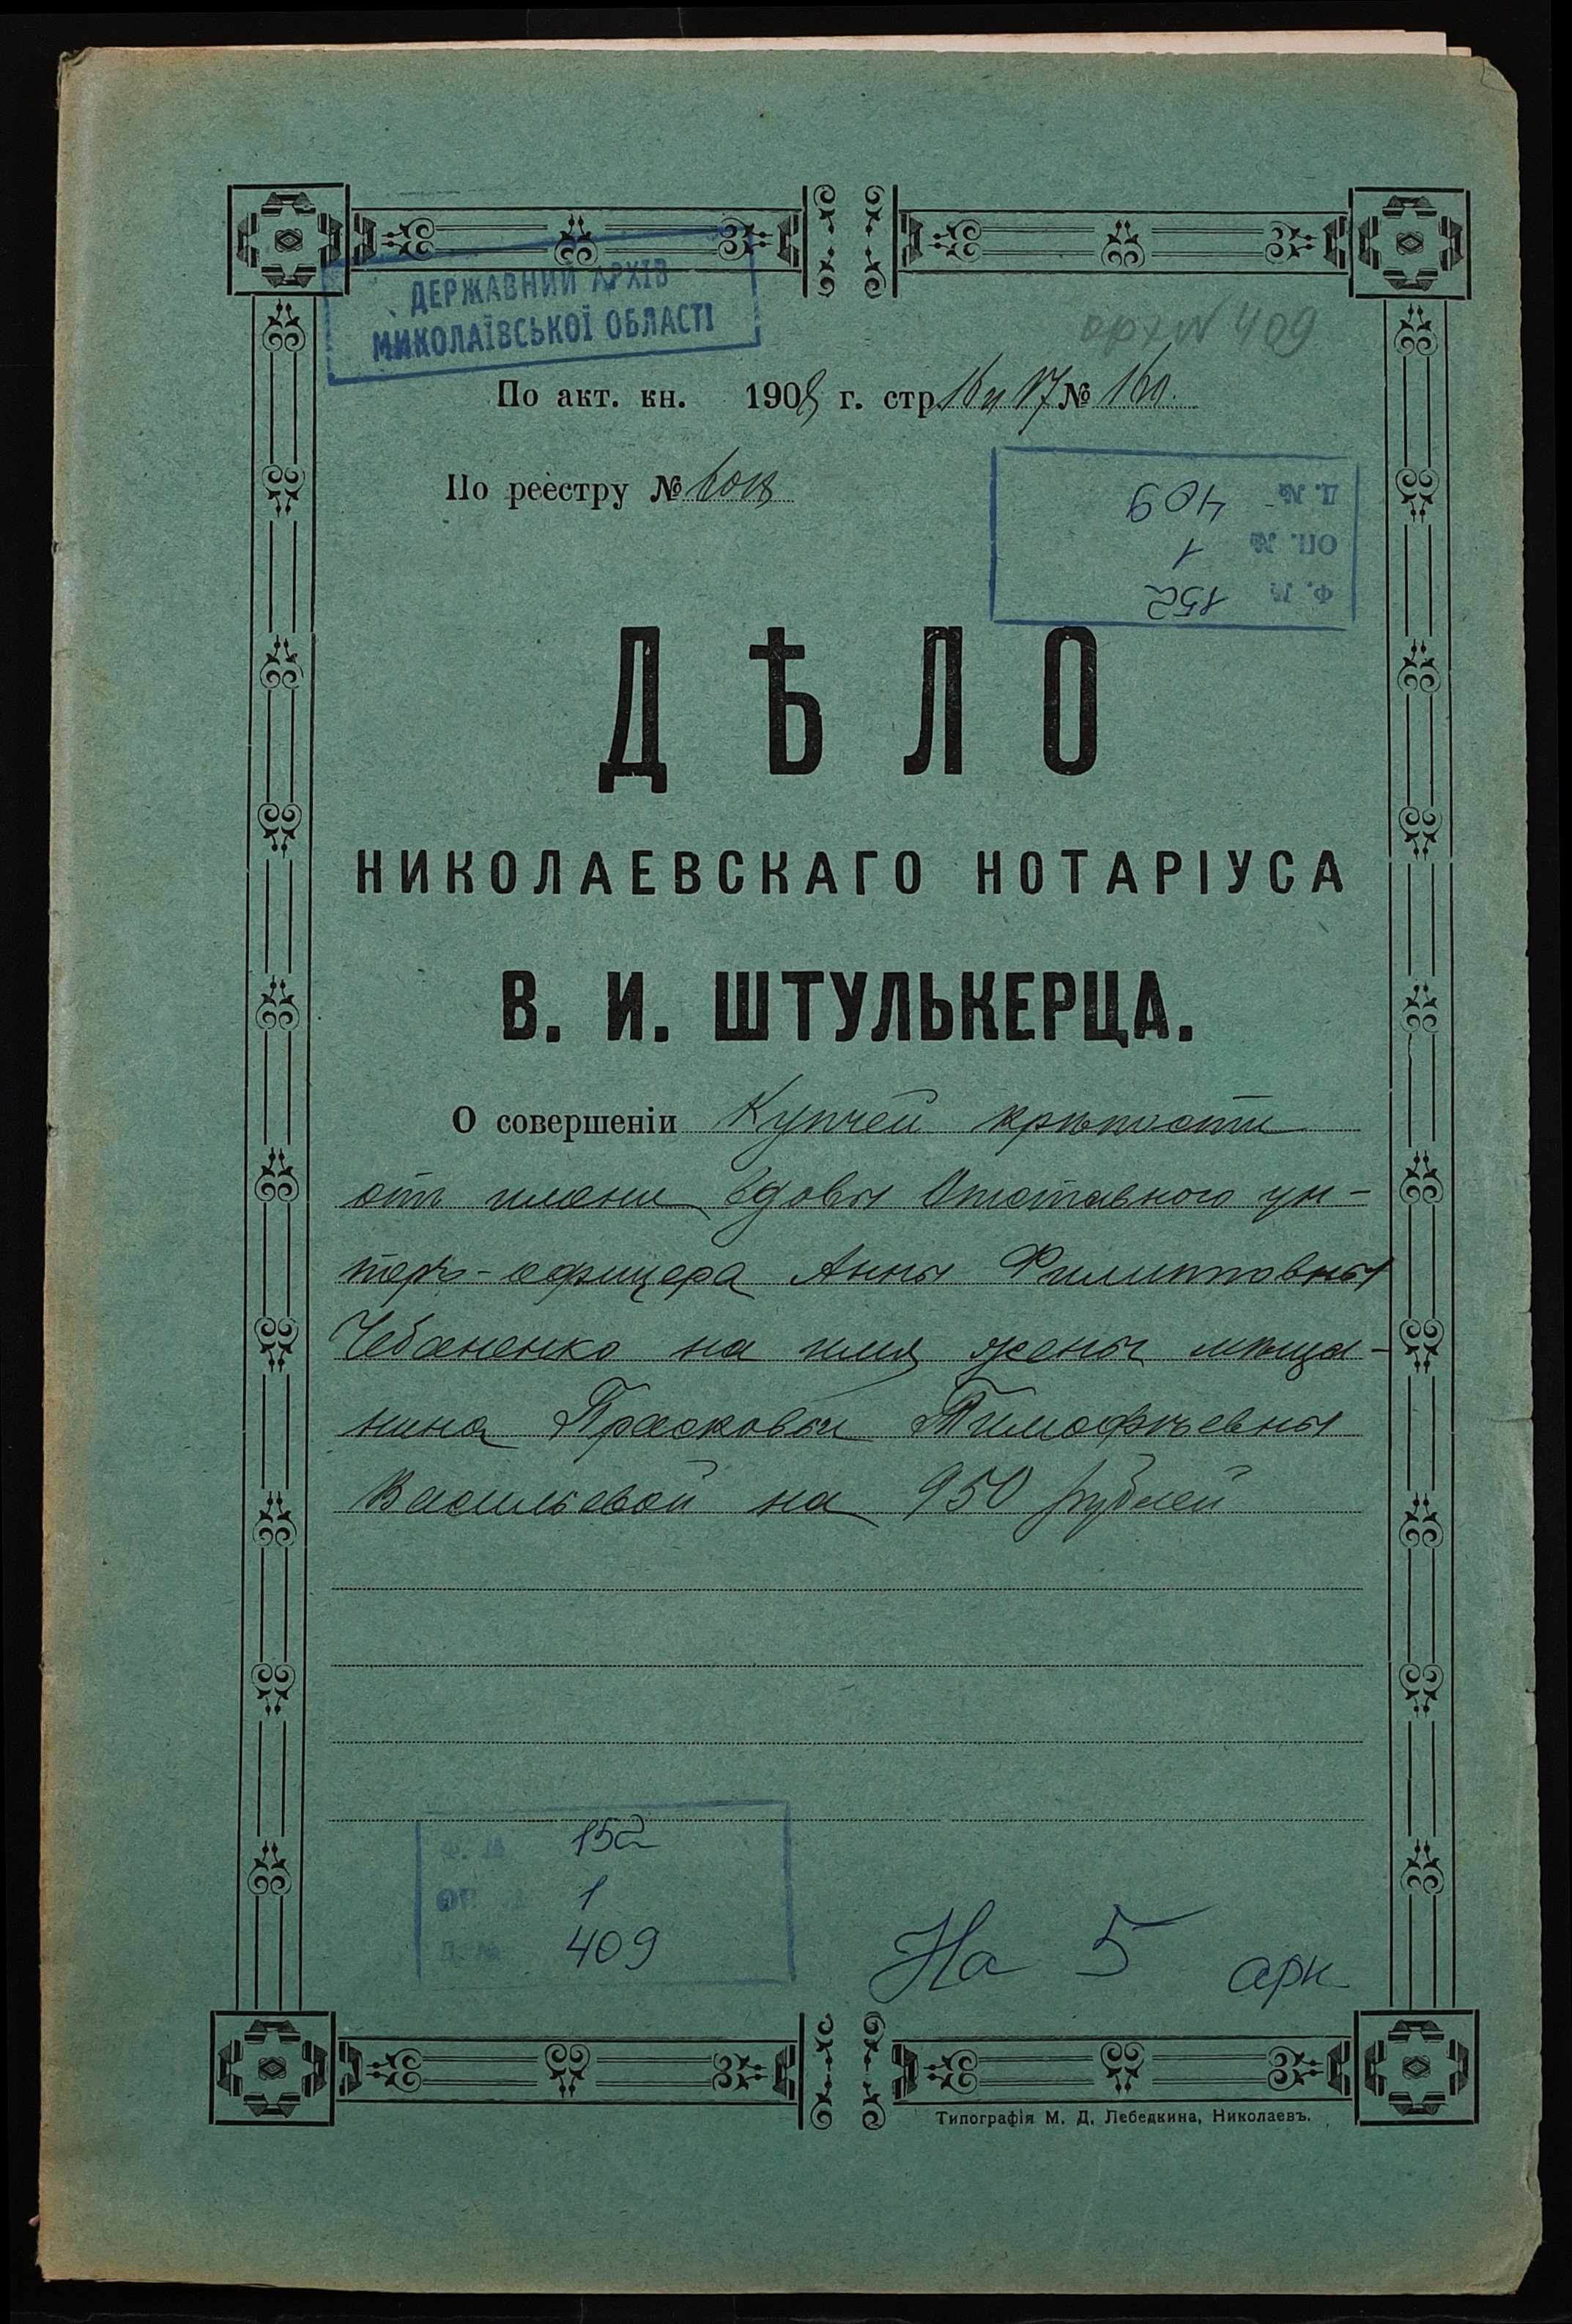 ДЕРЖАВНИЙ АРХІВ
МИКОЛАЇВСЬКОЇ ОБЛАСТІ
№ 409
По акт. кн. 190 г. стр. 16 и 17 №
По реестру №
Д. № 409
ОП. № 1
Ф. № 152
ДѢЛО
НИКОЛАЕВСКАГО НОТАРІУСА
В. И. ШТУЛЬКЕРЦА.
О совершеніи Купчей крѣпости
отъ имени вдовы Отставного ун-
теръ-офицера Анны Филипповны
Чебаненко на имя жены мѣща-
нина Прасковьи Тимофѣевны
Васильевой на 950 рублей
Ф. № 152
ОП. № 1
Д. № 409
На 5 арк
Типографія М. Д. Лебедкина, Николаевъ.